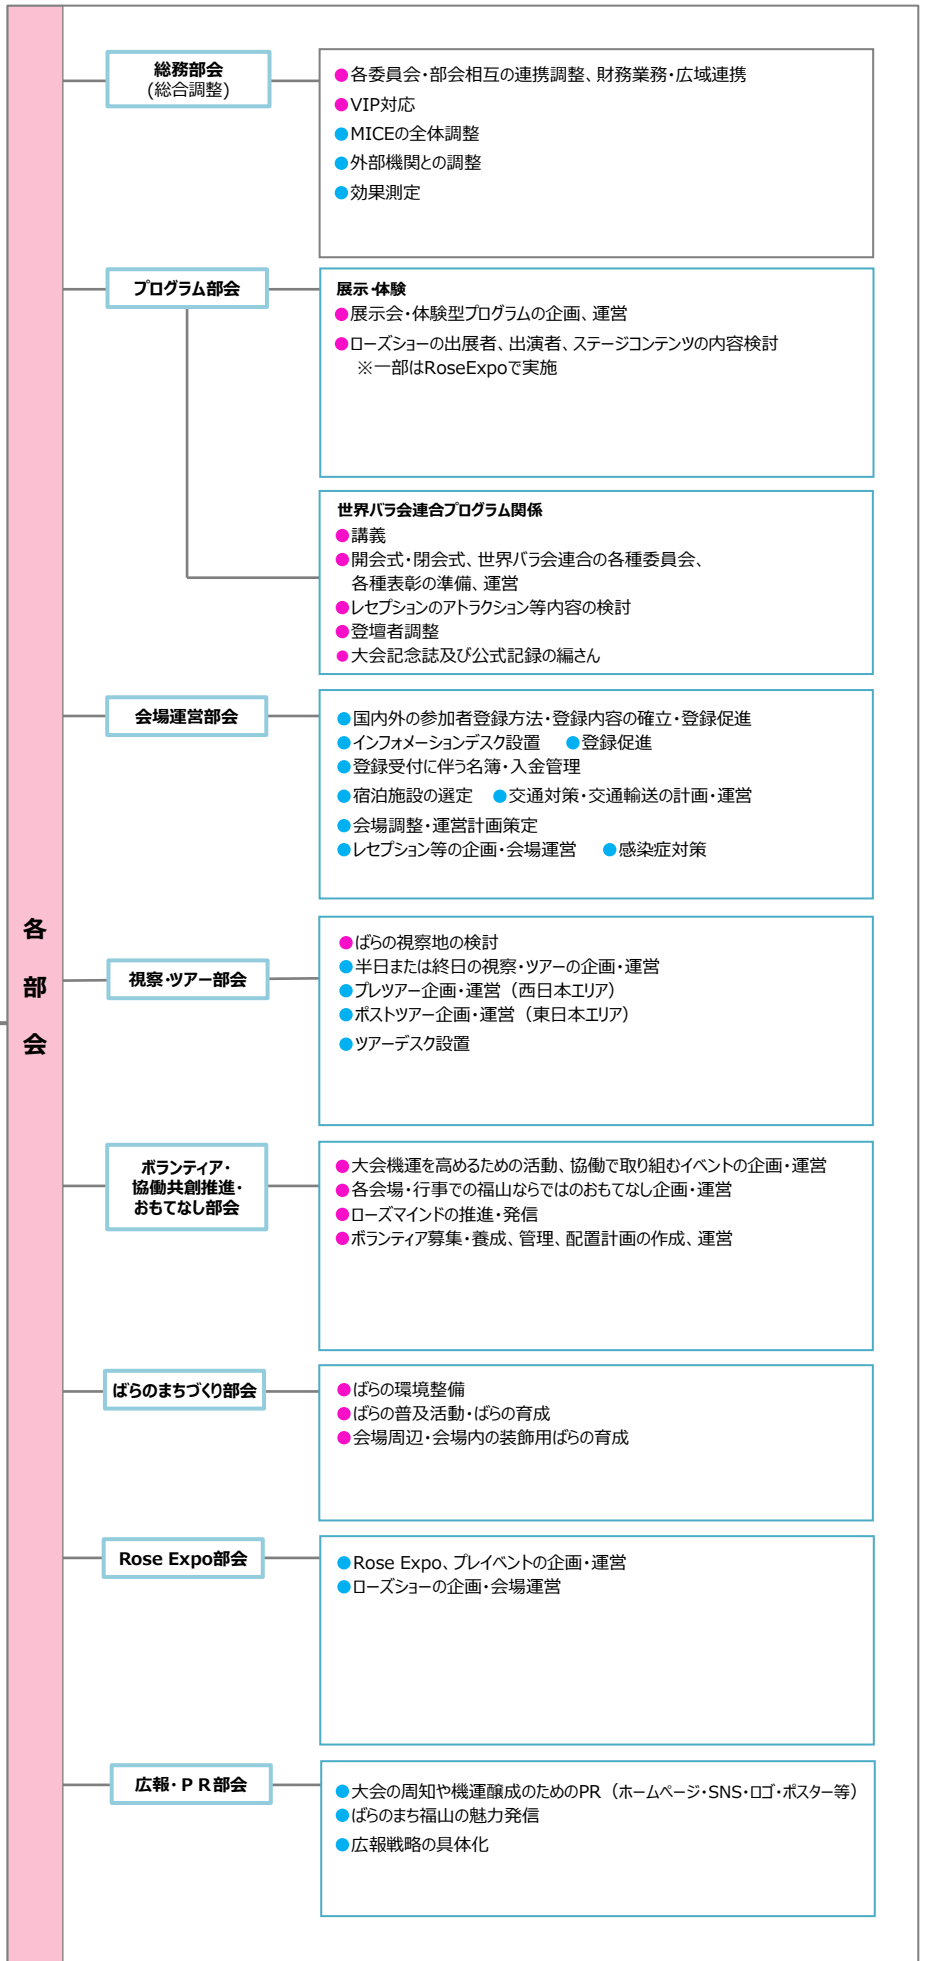 各
部
会
総務部会
(総合調整)
●各委員会・部会相互の連携調整、財務業務・広域連携
●VIP対応
●MICEの全体調整
●外部機関との調整
●効果測定
プログラム部会
展示・体験
●展示会・体験型プログラムの企画、運営
●ローズショーの出展者、出演者、ステージコンテンツの内容検討
※一部はRoseExpoで実施
世界バラ会連合プログラム関係
●講義
●開会式・閉会式、世界バラ会連合の各種委員会、
各種表彰の準備、運営
●レセプションのアトラクション等内容の検討
●登壇者調整
●大会記念誌及び公式記録の編さん
会場運営部会
●国内外の参加者登録方法・登録内容の確立・登録促進
●インフォメーションデスク設置 ●登録促進
●登録受付に伴う名簿・入金管理
●宿泊施設の選定 ●交通対策・交通輸送の計画・運営
●会場調整・運営計画策定
●レセプション等の企画・会場運営 ●感染症対策
視察・ツアー部会
●ばらの視察地の検討
●半日または終日の視察・ツアーの企画・運営
●プレツアー企画・運営（西日本エリア）
●ポストツアー企画・運営（東日本エリア）
●ツアーデスク設置
ボランティア・
協働共創推進・
おもてなし部会
●大会機運を高めるための活動、協働で取り組むイベントの企画・運営
●各会場・行事での福山ならではのおもてなし企画・運営
●ローズマインドの推進・発信
●ボランティア募集・養成、管理、配置計画の作成、運営
ばらのまちづくり部会
●ばらの環境整備
●ばらの普及活動・ばらの育成
●会場周辺・会場内の装飾用ばらの育成
Rose Expo部会
●Rose Expo、プレイベントの企画・運営
●ローズショーの企画・会場運営
広報・ＰＲ部会
●大会の周知や機運醸成のためのPR（ホームページ・SNS・ロゴ・ポスター等）
●ばらのまち福山の魅力発信
●広報戦略の具体化